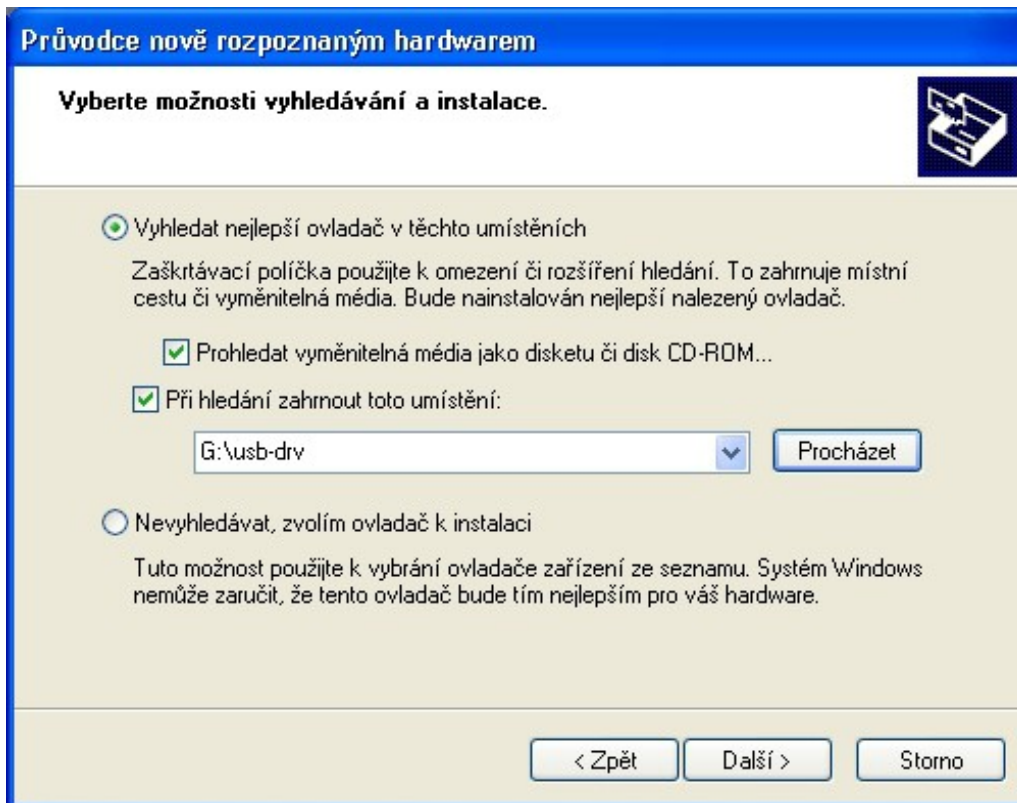 Průvodce nově rozpoznaným hardwarem
Vyberte možnosti vyhledávání a instalace.
Vyhledat nejlepší ovladač v těchto umístěních
Zaškrtávací políčka použijte k omezení či rozšíření hledání. To zahrnuje místní
cestu či vyměnitelná média. Bude nainstalován nejlepší nalezený ovladač.
Prohledat vyměnitelná média jako disketu či disk CD-ROM...
Při hledání zahrnout toto umístění:
G:\usb-drv
Procházet
Nevyhledávat, zvolím ovladač k instalaci
Tuto možnost použijte k vybrání ovladače zařízení ze seznamu. Systém Windows
nemůže zaručit, že tento ovladač bude tím nejlepším pro váš hardware.
< Zpět
Další >
Storno